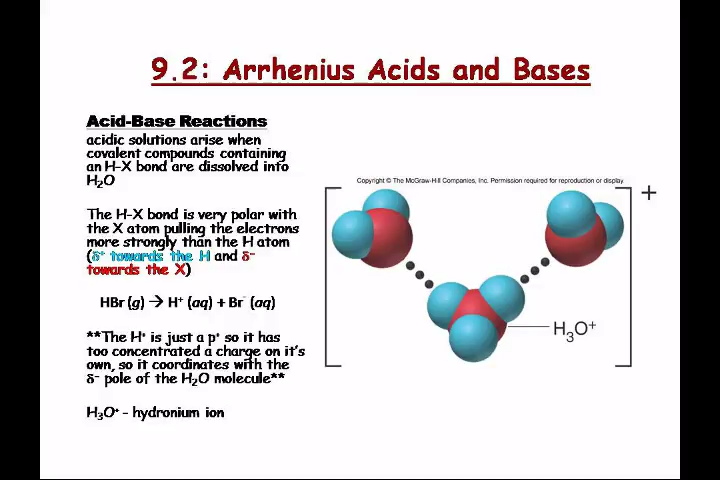 9.2: Arrhenius Acids and Bases
Acid-Base Reactions
acidic solutions arise when
covalent compounds containing
an H-X bond are dissolved into
H₂O
The H-X bond is very polar with
the X atom pulling the electrons
more strongly than the H atom
(δ⁺ towards the H and δ⁻
towards the X)
HBr (g) → H⁺ (aq) + Br⁻ (aq)
**The H⁺ is just a p⁺ so it has
too concentrated a charge on it's
own, so it coordinates with the
δ⁻ pole of the H₂O molecule**
H₃O⁺ - hydronium ion
Copyright © The McGraw-Hill Companies, Inc. Permission required for reproduction or display.
+
H₃O⁺